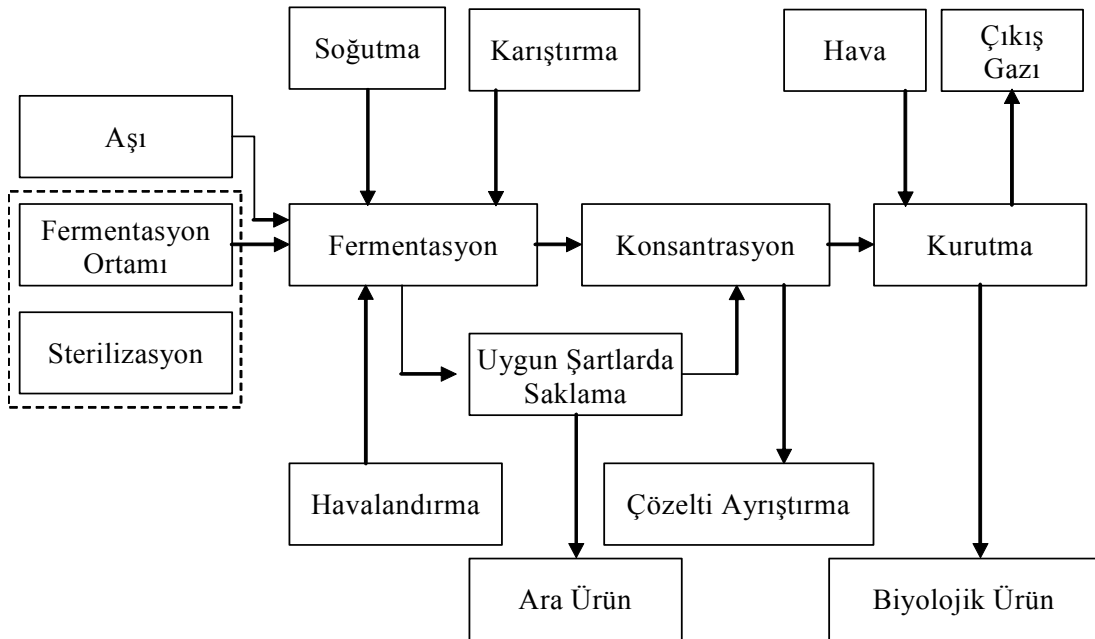 Soğutma
Karıştırma
Hava
Çıkış
Gazı
Aşı
Fermentasyon
Ortamı
Fermentasyon
Konsantrasyon
Kurutma
Sterilizasyon
Uygun Şartlarda
Saklama
Havalandırma
Çözelti Ayrıştırma
Ara Ürün
Biyolojik Ürün